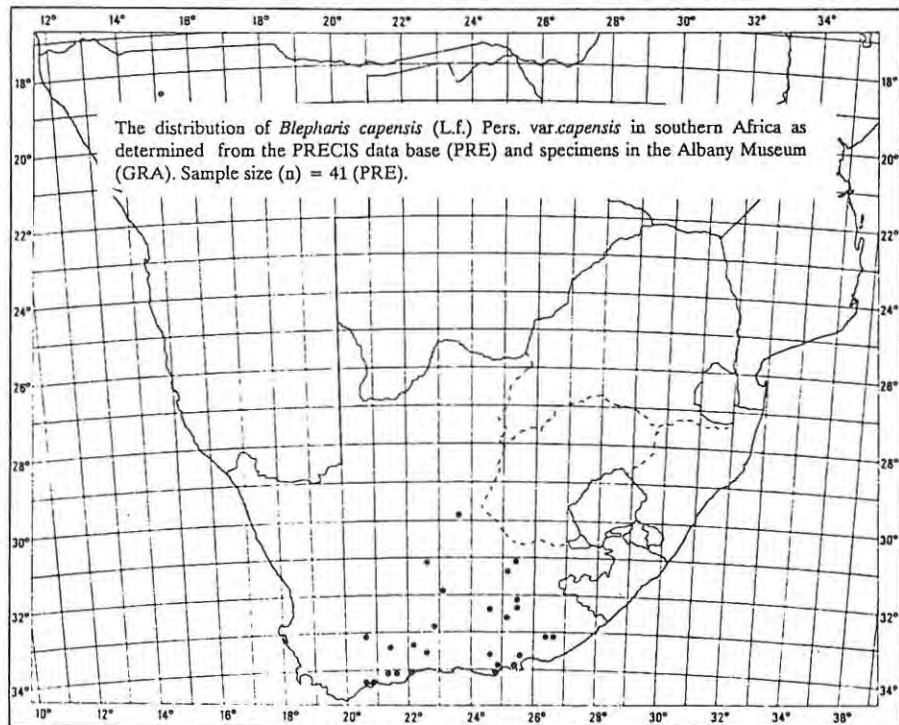 12° 14° 16° 18° 20° 22° 24° 26° 28° 30° 32° 34°
18° 18°
The distribution of Blepharis capensis (L.f.) Pers. var.capensis in southern Africa as
determined from the PRECIS data base (PRE) and specimens in the Albany Museum
(GRA). Sample size (n) = 41 (PRE).
20° 20°
22° 22°
24° 24°
26° 26°
28° 28°
30° 30°
32° 32°
34° 34°
10° 12° 14° 16° 18° 20° 22° 24° 26° 28° 30° 32° 34° 36°